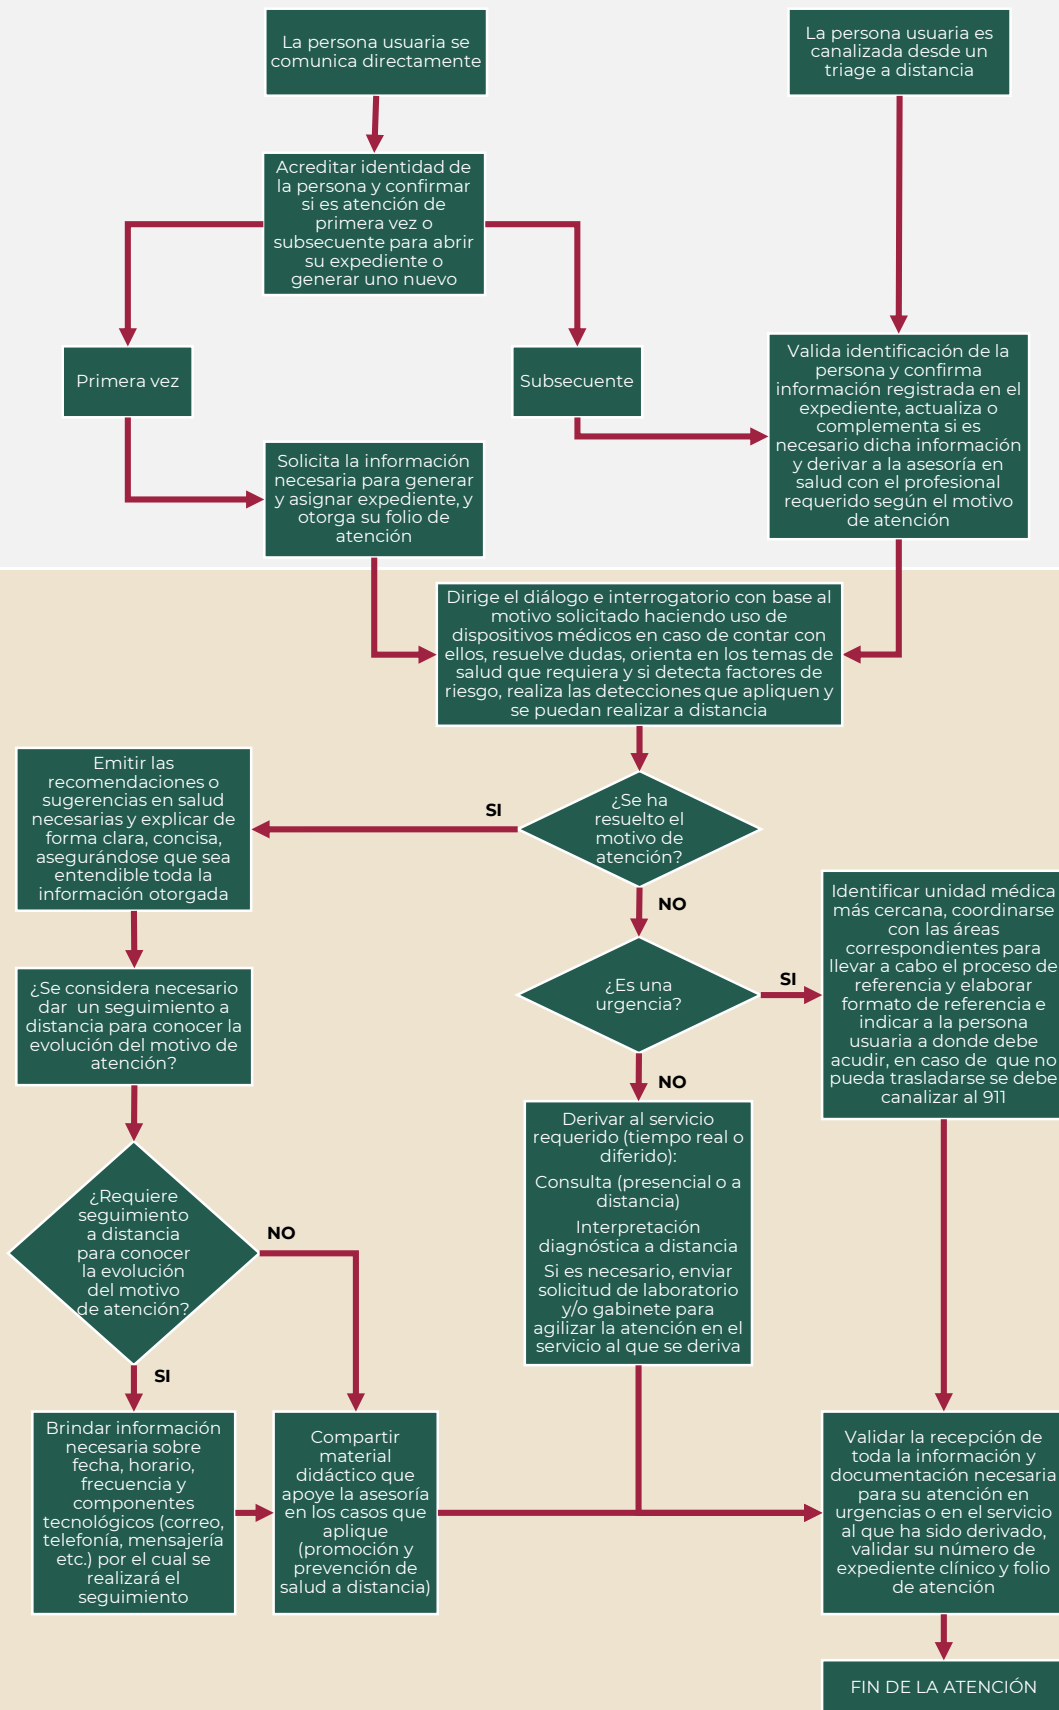 La persona usuaria se
comunica directamente
La persona usuaria es
canalizada desde un
triage a distancia
Acreditar identidad de
la persona y confirmar
si es atención de
primera vez o
subsecuente para abrir
su expediente o
generar uno nuevo
Primera vez
Subsecuente
Valida identificación de la
persona y confirma
información registrada en el
expediente, actualiza o
complementa si es
necesario dicha información
y derivar a la asesoría en
salud con el profesional
requerido según el motivo
de atención
Solicita la información
necesaria para generar
y asignar expediente, y
otorga su folio de
atención
Dirige el diálogo e interrogatorio con base al
motivo solicitado haciendo uso de
dispositivos médicos en caso de contar con
ellos, resuelve dudas, orienta en los temas de
salud que requiera y si detecta factores de
riesgo, realiza las detecciones que apliquen y
se puedan realizar a distancia
¿Se ha
resuelto el
motivo de
atención?
SI
NO
Emitir las
recomendaciones o
sugerencias en salud
necesarias y explicar de
forma clara, concisa,
asegurándose que sea
entendible toda la
información otorgada
¿Es una
urgencia?
SI
NO
Identificar unidad médica
más cercana, coordinarse
con las áreas
correspondientes para
llevar a cabo el proceso de
referencia y elaborar
formato de referencia e
indicar a la persona
usuaria a donde debe
acudir, en caso de que no
pueda trasladarse se debe
canalizar al 911
¿Se considera necesario
dar un seguimiento a
distancia para conocer la
evolución del motivo de
atención?
Derivar al servicio
requerido (tiempo real o
diferido):
Consulta (presencial o a
distancia)
Interpretación
diagnóstica a distancia
Si es necesario, enviar
solicitud de laboratorio
y/o gabinete para
agilizar la atención en el
servicio al que se deriva
¿Requiere
seguimiento
a distancia
para conocer
la evolución
del motivo
de atención?
NO
SI
Brindar información
necesaria sobre
fecha, horario,
frecuencia y
componentes
tecnológicos (correo,
telefonía, mensajería
etc.) por el cual se
realizará el
seguimiento
Compartir
material
didáctico que
apoye la asesoría
en los casos que
aplique
(promoción y
prevención de
salud a distancia)
Validar la recepción de
toda la información y
documentación necesaria
para su atención en
urgencias o en el servicio
al que ha sido derivado,
validar su número de
expediente clínico y folio
de atención
FIN DE LA ATENCIÓN